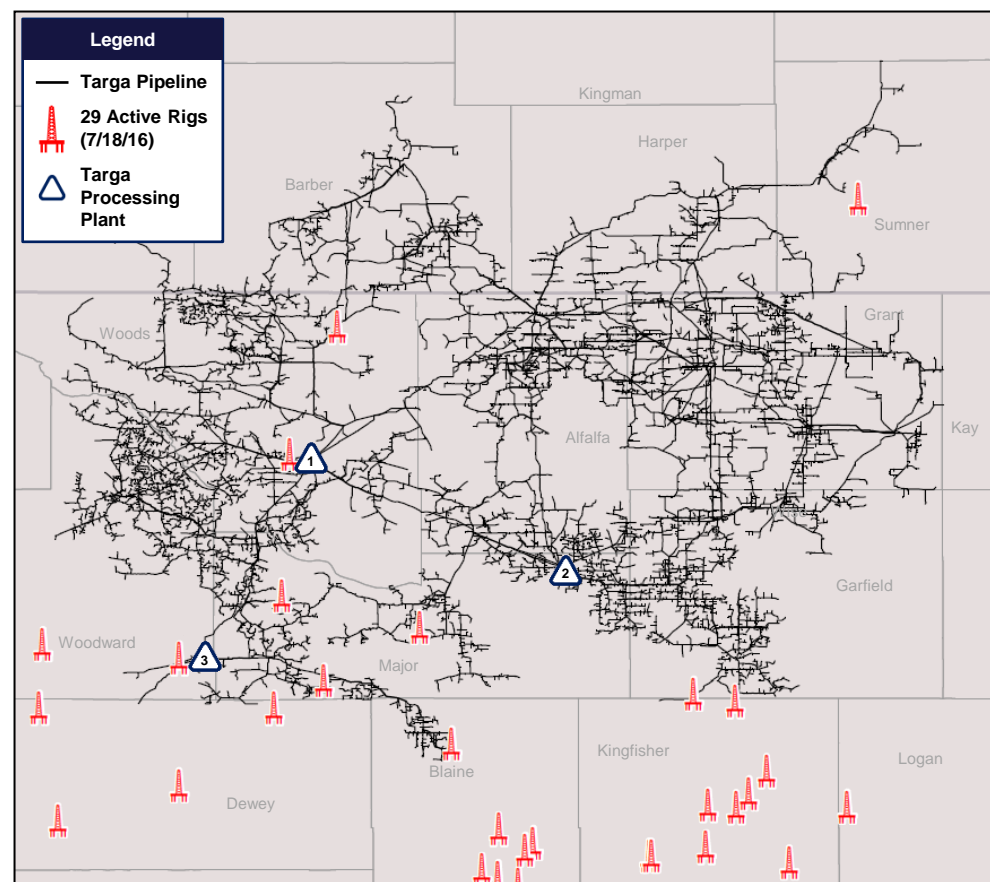 Legend
Targa Pipeline
29 Active Rigs
(7/18/16)
Targa
Processing
Plant
Kingman
Harper
Barber
Sumner
Woods
Grant
Alfalfa
Kay
1
2
Garfield
Woodward
3
Major
Kingfisher
Logan
Blaine
Dewey